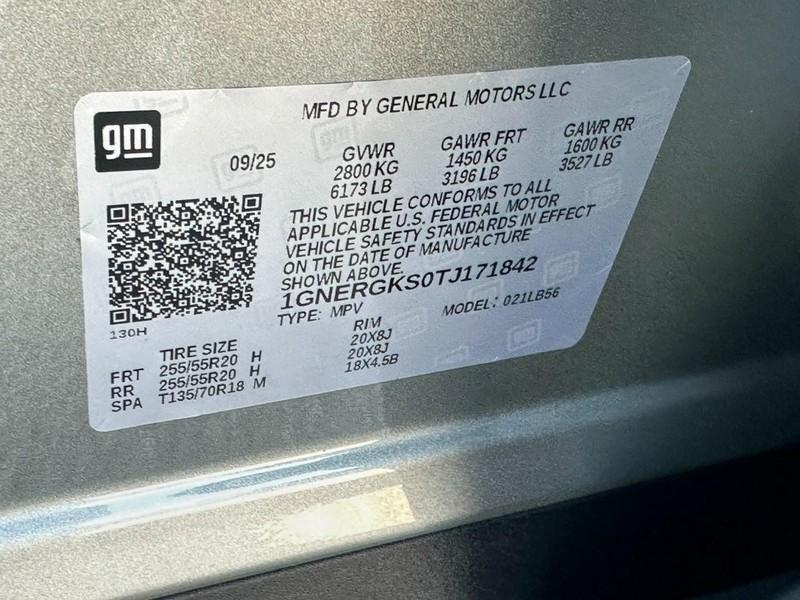 MFD BY GENERAL MOTORS LLC
gm
09/25
GVWR GAWR FRT GAWR RR
2800 KG 1450 KG 1600 KG
6173 LB 3196 LB 3527 LB
THIS VEHICLE CONFORMS TO ALL
APPLICABLE U.S. FEDERAL MOTOR
VEHICLE SAFETY STANDARDS IN EFFECT
ON THE DATE OF MANUFACTURE
SHOWN ABOVE.
1GNERGKS0TJ171842
TYPE: MPV MODEL: 021LB56
130H
TIRE SIZE RIM
FRT 255/55R20 H 20X8J
RR 255/55R20 H 20X8J
SPA T135/70R18 M 18X4.5B